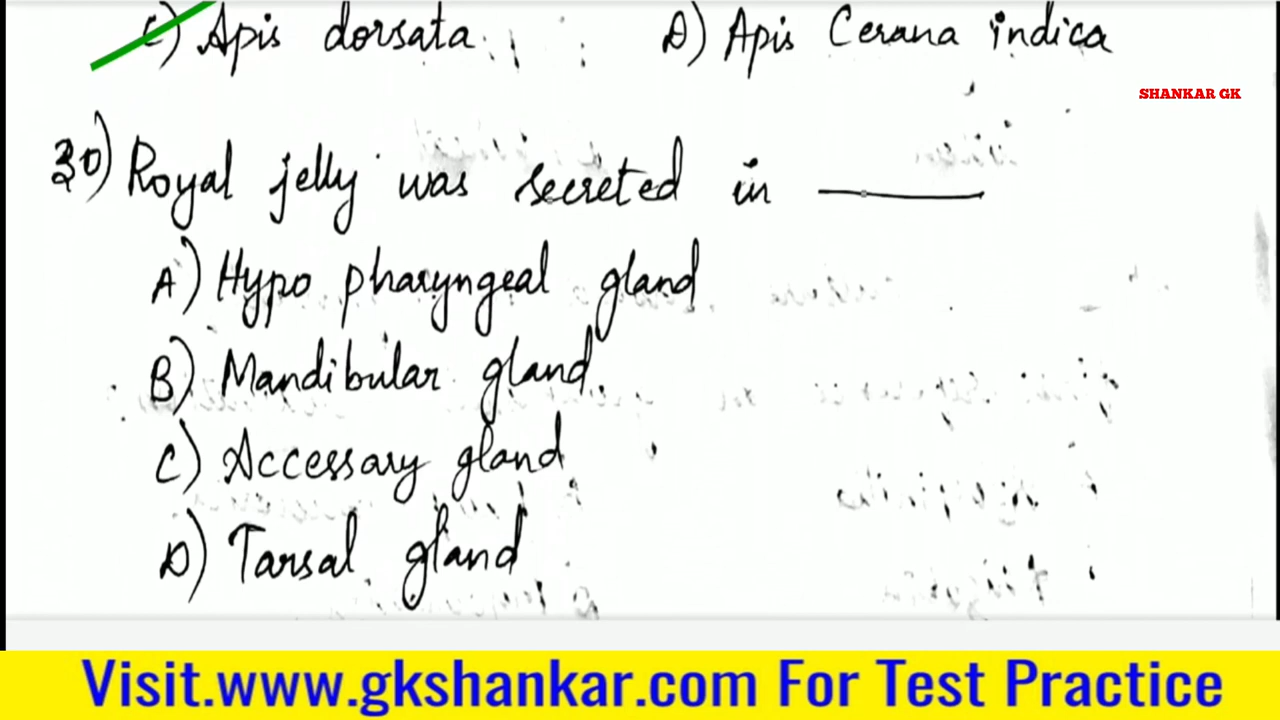 C) Apis dorsata D) Apis Cerana indica
SHANKAR GK
30) Royal jelly was secreted in ______
A) Hypo pharyngeal gland
B) Mandibular gland.
C) Accessary gland
D) Tarsal gland
Visit.www.gkshankar.com For Test Practice